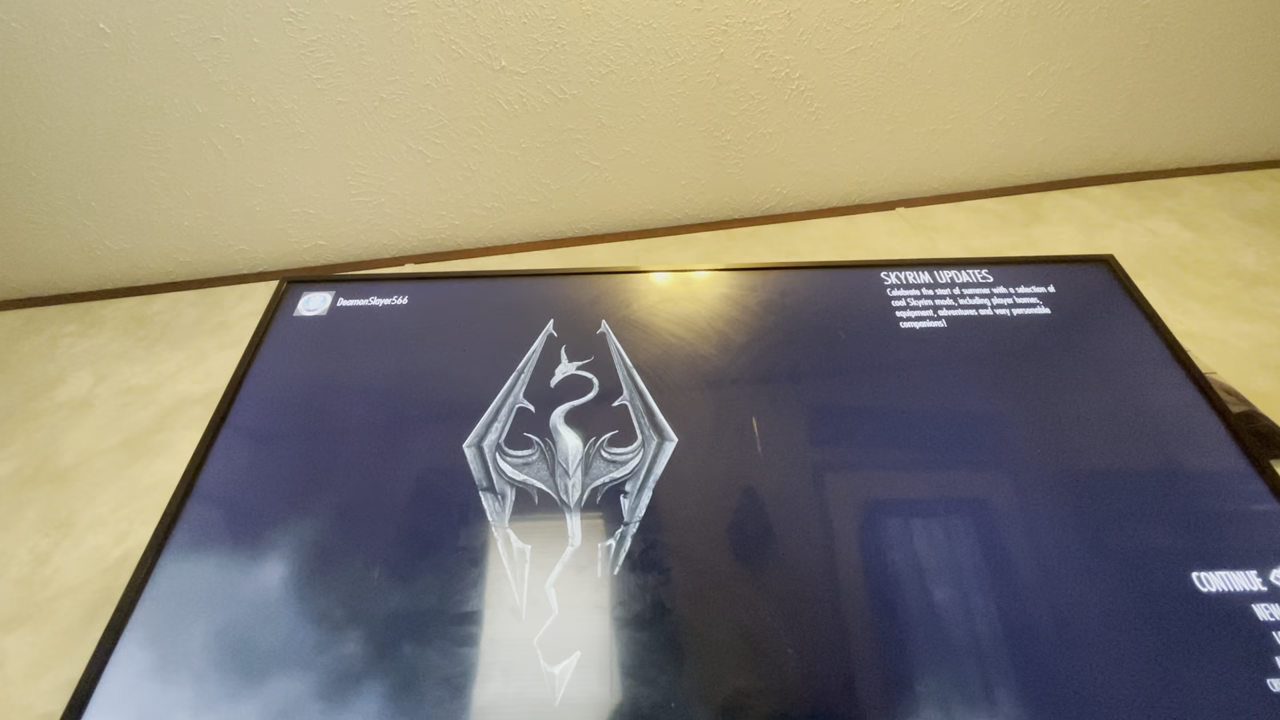 DeamonSlayer566
SKYRIM UPDATES
Celebrate the start of summer with a selection of
cool Skyrim mods, including player homes,
equipment, adventures and very personable
companions!
CONTINUE